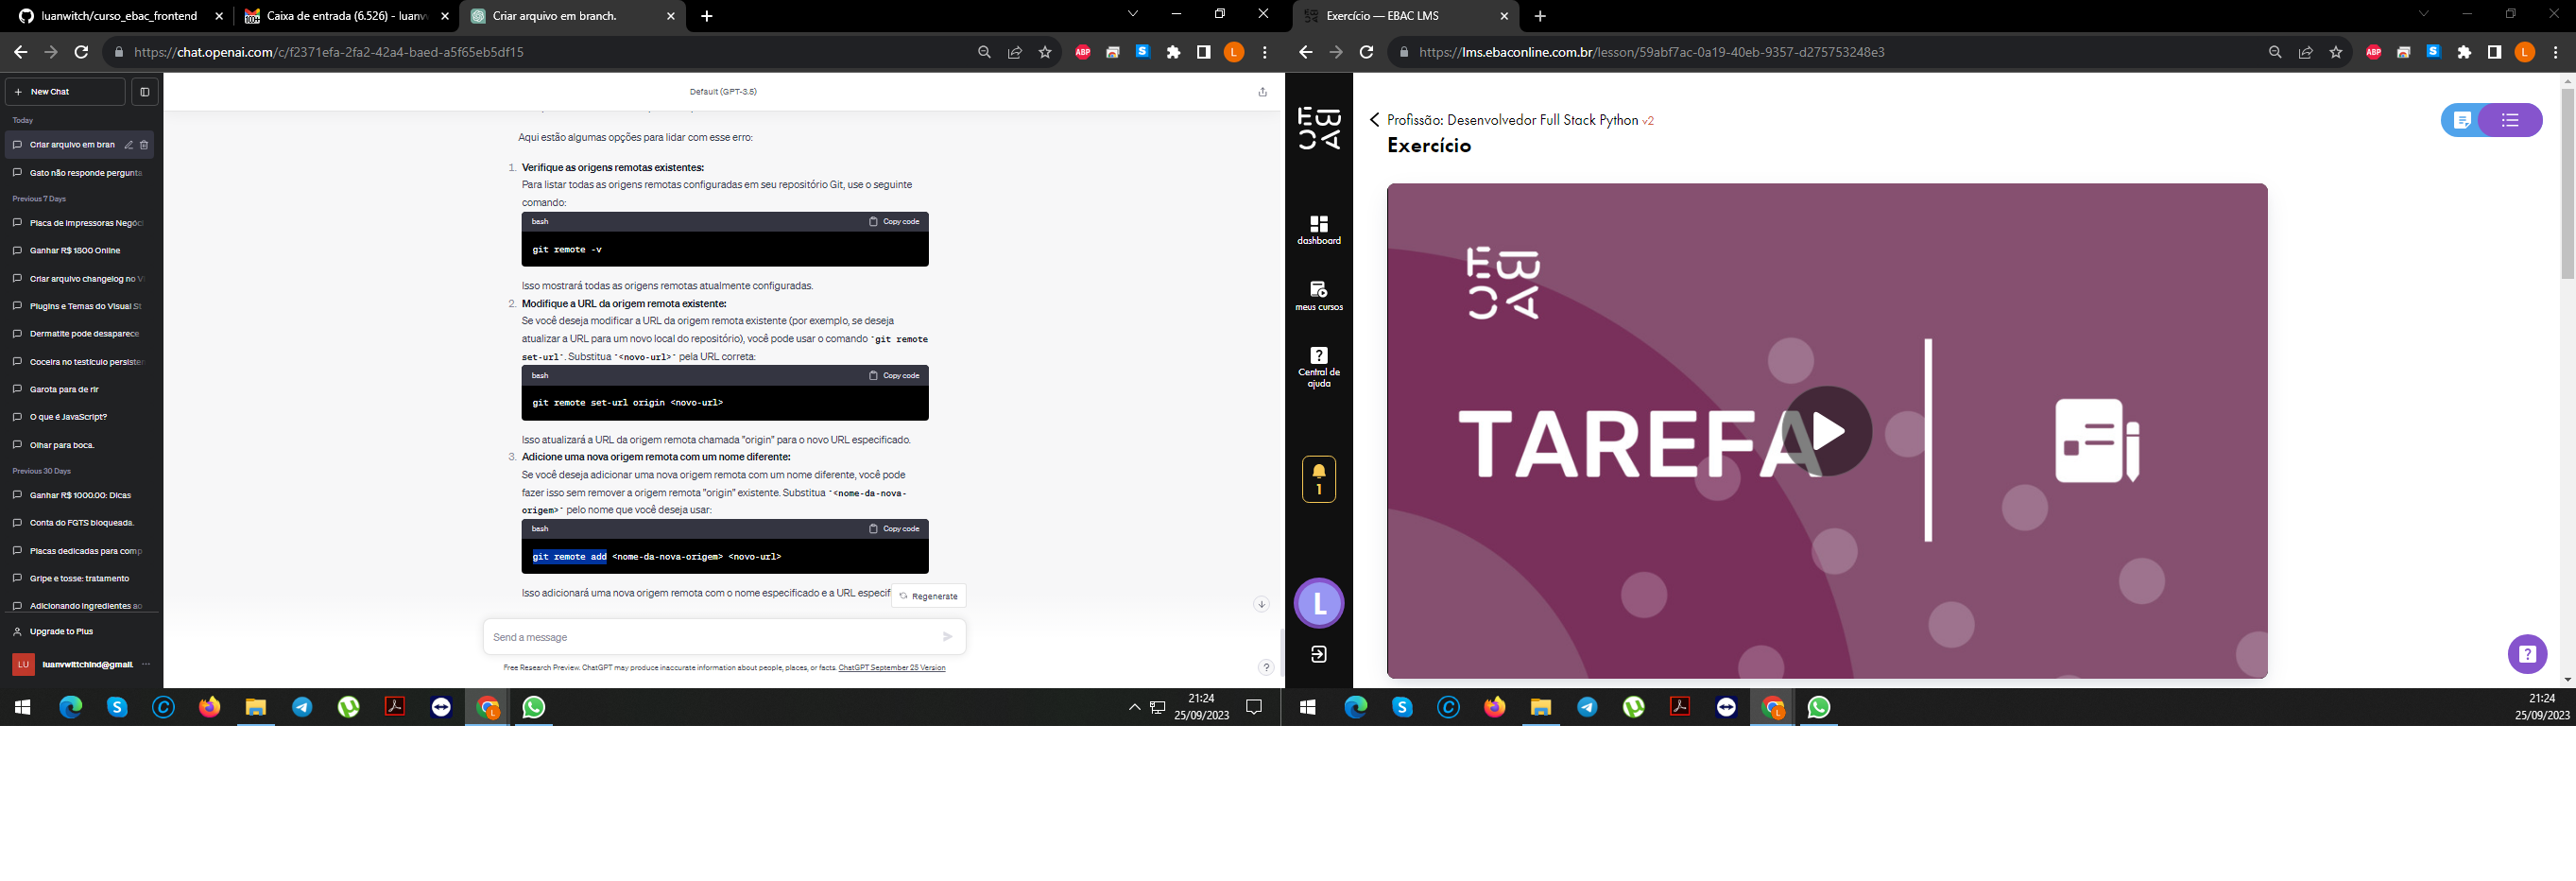 luanwitch/curso_ebac_frontend
Caixa de entrada (6.526) - luanv
Criar arquivo em branch.
https://chat.openai.com/c/f2371efa-2fa2-42a4-baed-a5f65eb5df15
ABP
S
L
New Chat
Today
Criar arquivo em bran
Gato não responde pergunta
Previous 7 Days
Placa de Impressoras Negóc
Ganhar R$ 1800 Online
Criar arquivo changelog no V
Plugins e Temas do Visual St
Dermatite pode desaparece
Coceira no testículo persisten
Garota para de rir
O que é JavaScript?
Olhar para boca.
Previous 30 Days
Ganhar R$ 1000.00: Dicas
Conta do FGTS bloqueada.
Placas dedicadas para comp
Gripe e tosse: tratamento
Adicionando ingredientes ao
Upgrade to Plus
LU
luanvwittchind@gmail.
Default (GPT-3.5)
Aqui estão algumas opções para lidar com esse erro:
1. Verifique as origens remotas existentes:
Para listar todas as origens remotas configuradas em seu repositório Git, use o seguinte
comando:
bash
Copy code
git remote -v
Isso mostrará todas as origens remotas atualmente configuradas.
2. Modifique a URL da origem remota existente:
Se você deseja modificar a URL da origem remota existente (por exemplo, se deseja
atualizar a URL para um novo local do repositório), você pode usar o comando `git remote
set-url`. Substitua `<novo-url>` pela URL correta:
bash
Copy code
git remote set-url origin <novo-url>
Isso atualizará a URL da origem remota chamada "origin" para o novo URL especificado.
3. Adicione uma nova origem remota com um nome diferente:
Se você deseja adicionar uma nova origem remota com um nome diferente, você pode
fazer isso sem remover a origem remota "origin" existente. Substitua `<nome-da-nova-
origem>` pelo nome que você deseja usar:
bash
Copy code
git remote add <nome-da-nova-origem> <novo-url>
Isso adicionará uma nova origem remota com o nome especificado e a URL especif
Regenerate
Send a message
Free Research Preview. ChatGPT may produce inaccurate information about people, places, or facts. ChatGPT September 25 Version
?
21:24
25/09/2023
Exercício — EBAC LMS
https://lms.ebaconline.com.br/lesson/59abf7ac-0a19-40eb-9357-d275753248e3
ABP
S
L
EBAC
dashboard
meus cursos
Central de
ajuda
1
L
Profissão: Desenvolvedor Full Stack Python v2
Exercício
EBAC
TAREFA
?
21:24
25/09/2023